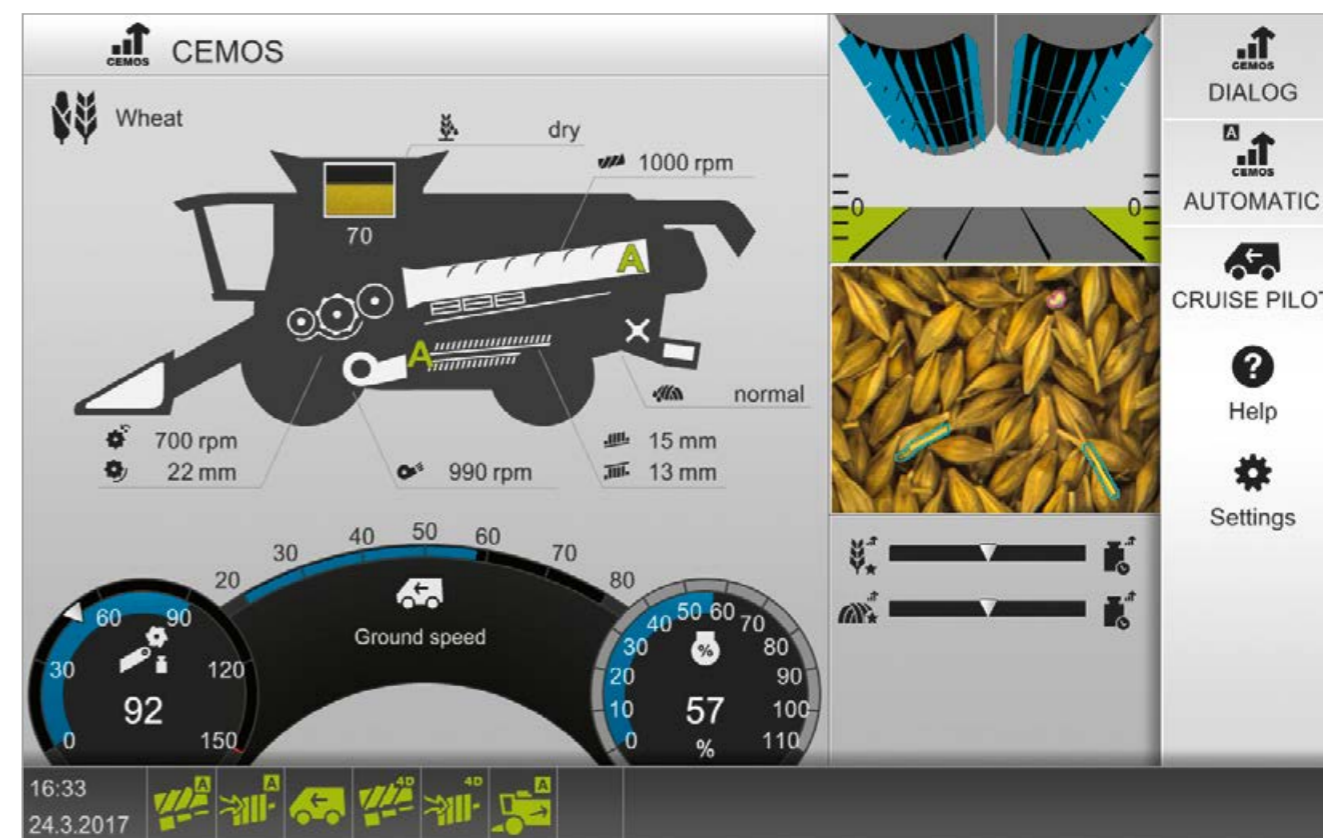 CEMOS CEMOS
Wheat
dry
1000 rpm
70
A
A
normal
700 rpm
22 mm
990 rpm
15 mm
13 mm
0 0
CEMOS
DIALOG
A
CEMOS
AUTOMATIC
CRUISE PILOT
?
Help
Settings
20 30 40 50 60 70 80
Ground speed
0 30 60 90 120 150
92
0 10 20 30 40 50 60 70 80 90 100 110
%
57
%
16:33
24.3.2017
A A 4D 4D A